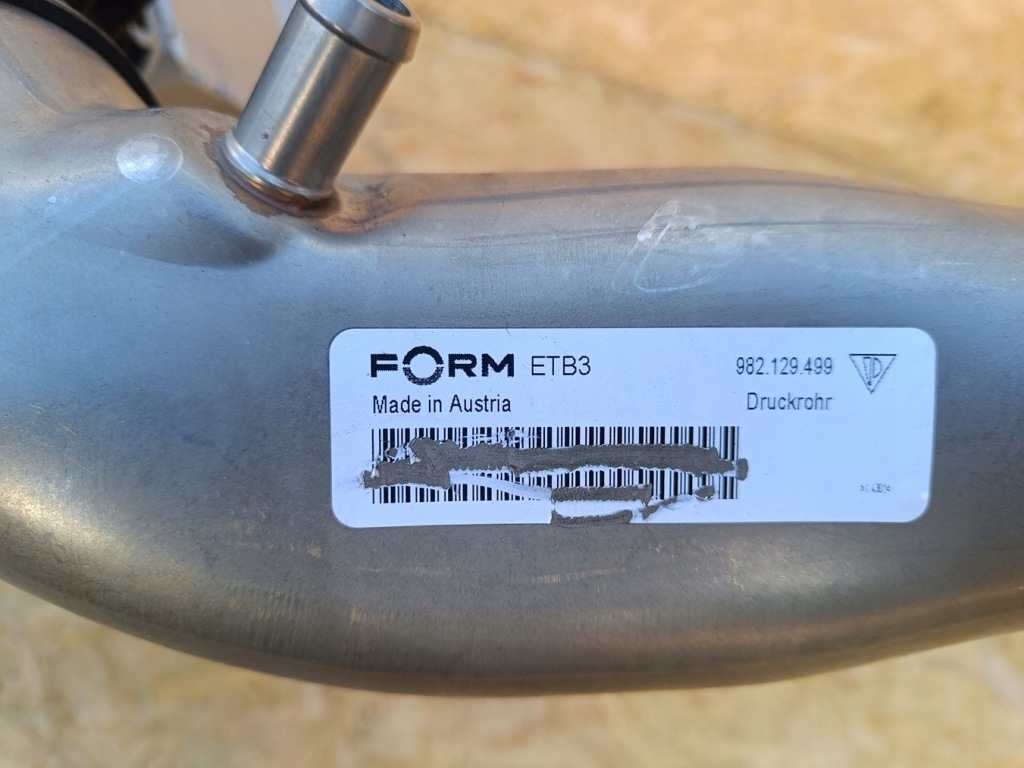 FORM ETB3
982.129.499
Made in Austria
Druckrohr